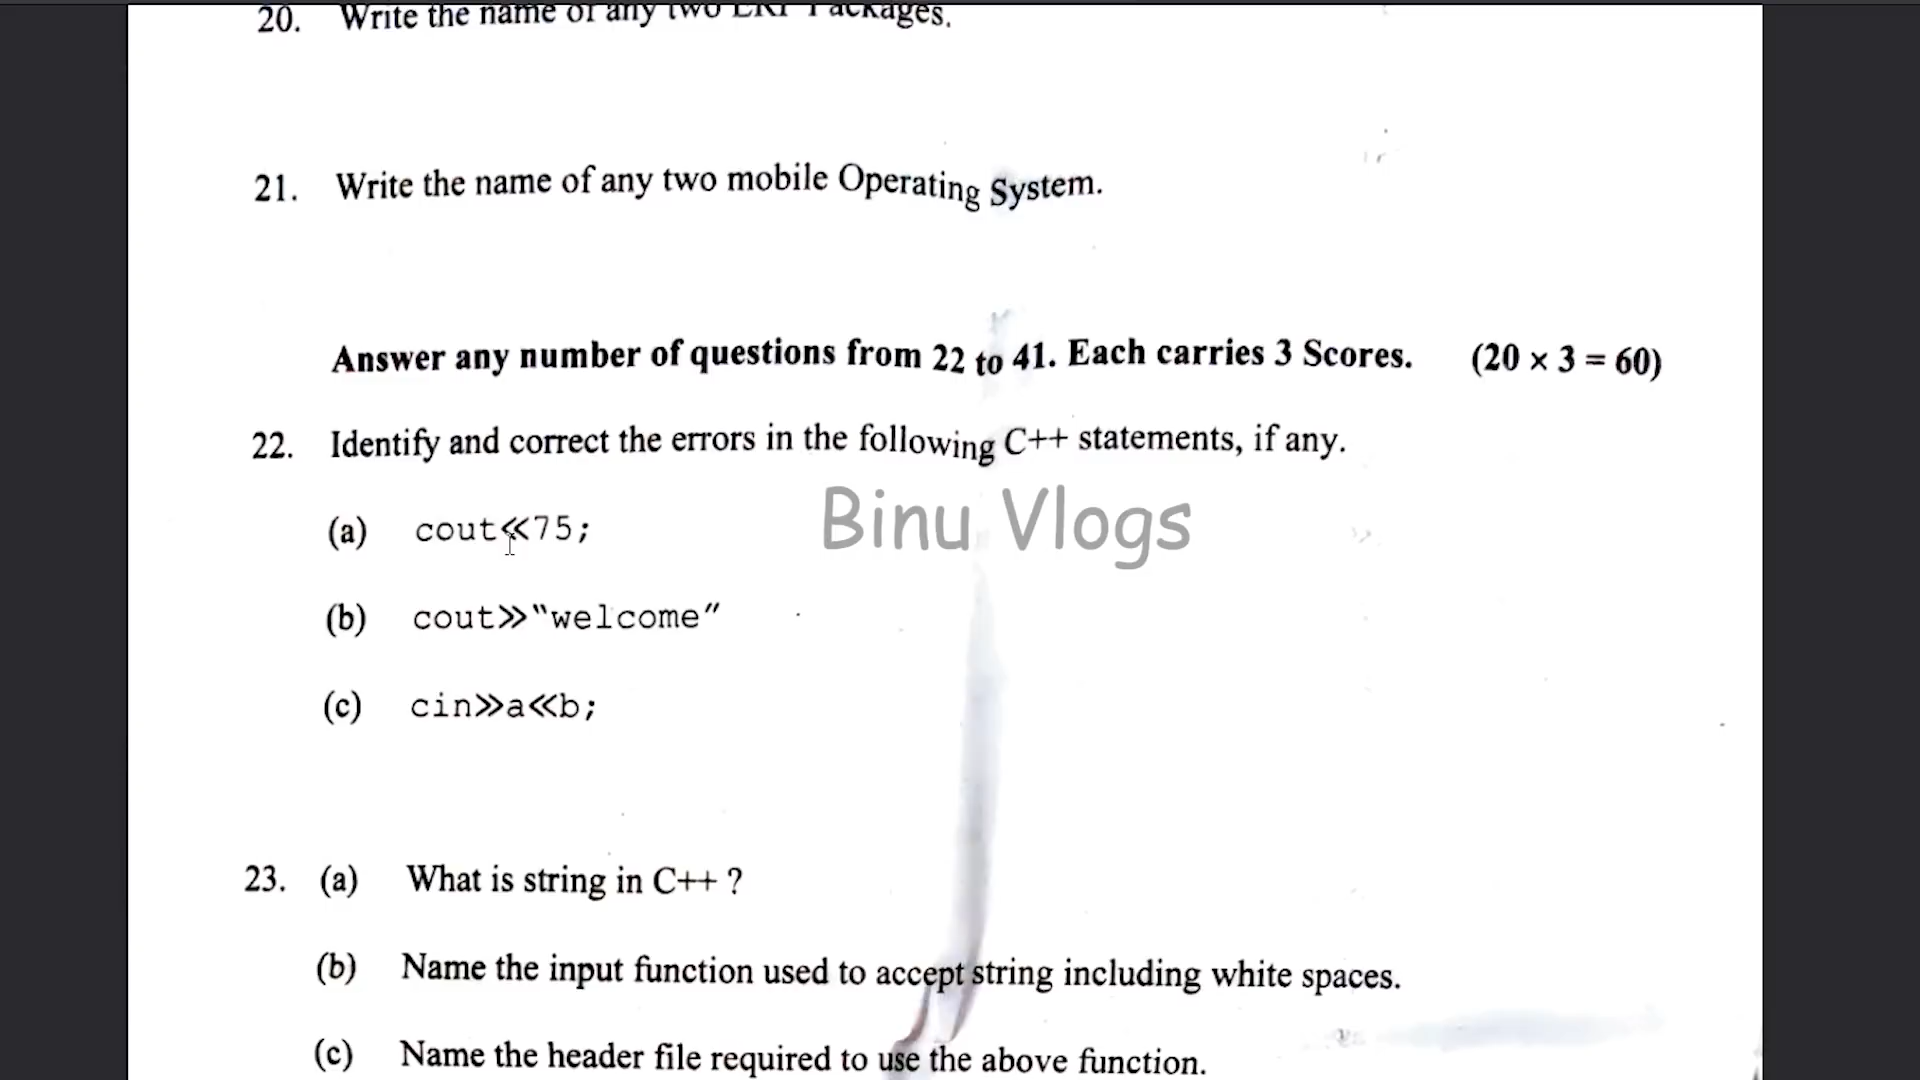 20. Write the name of any two ERP Packages.
21. Write the name of any two mobile Operating System.
Answer any number of questions from 22 to 41. Each carries 3 Scores. (20 × 3 = 60)
22. Identify and correct the errors in the following C++ statements, if any.
Binu Vlogs
(a) cout<<75;
(b) cout>>"welcome"
(c) cin>>a<<b;
23. (a) What is string in C++ ?
(b) Name the input function used to accept string including white spaces.
(c) Name the header file required to use the above function.